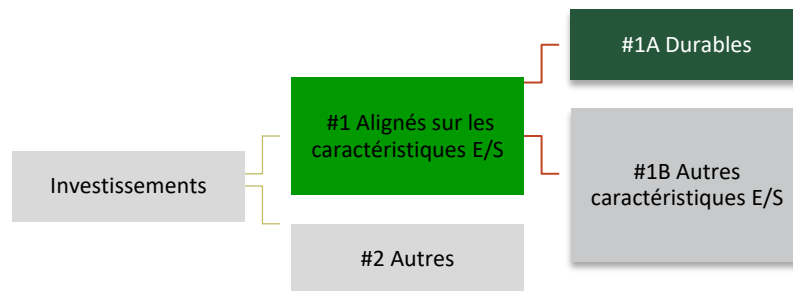 Investissements
#1 Alignés sur les
caractéristiques E/S
#2 Autres
#1A Durables
#1B Autres
caractéristiques E/S